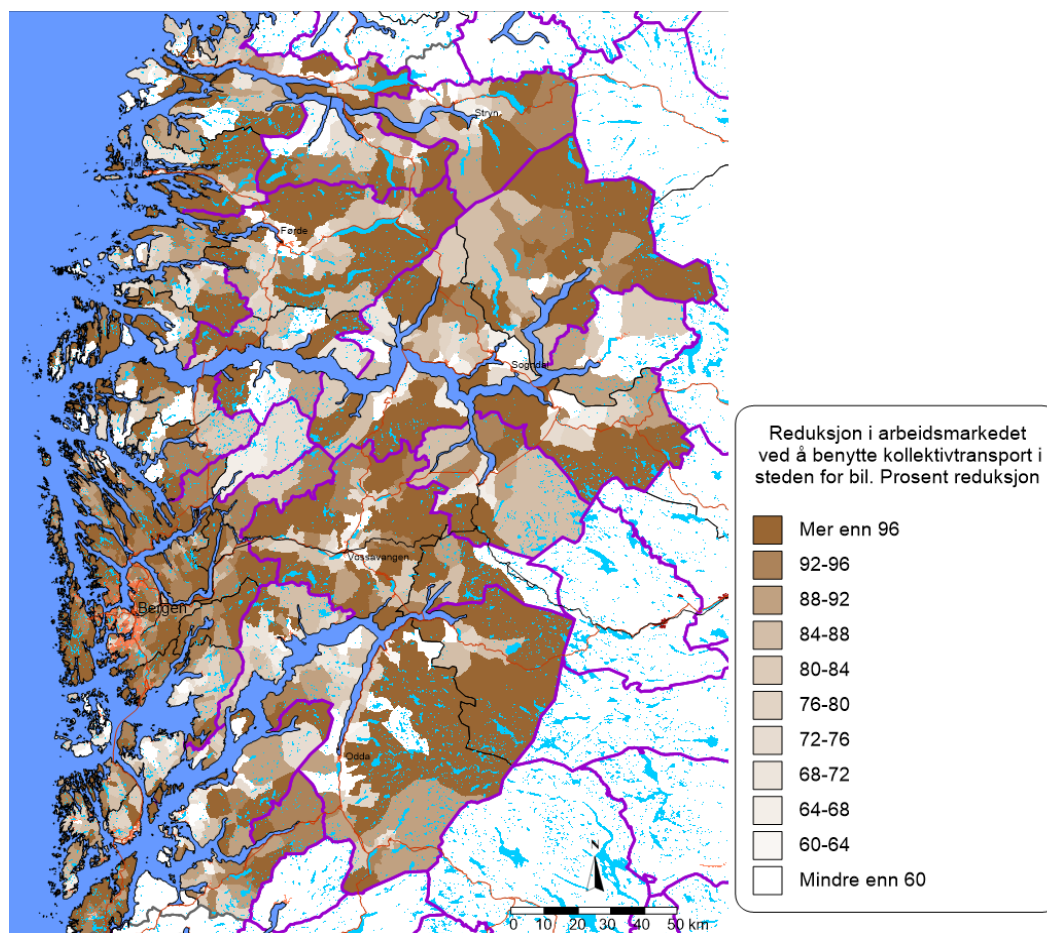 Stryn
Florø
Førde
Sogndal
Vossavangen
Bergen
Odda
N
0 10 20 30 40 50 km
Reduksjon i arbeidsmarkedet
ved å benytte kollektivtransport i
steden for bil. Prosent reduksjon
Mer enn 96
92-96
88-92
84-88
80-84
76-80
72-76
68-72
64-68
60-64
Mindre enn 60